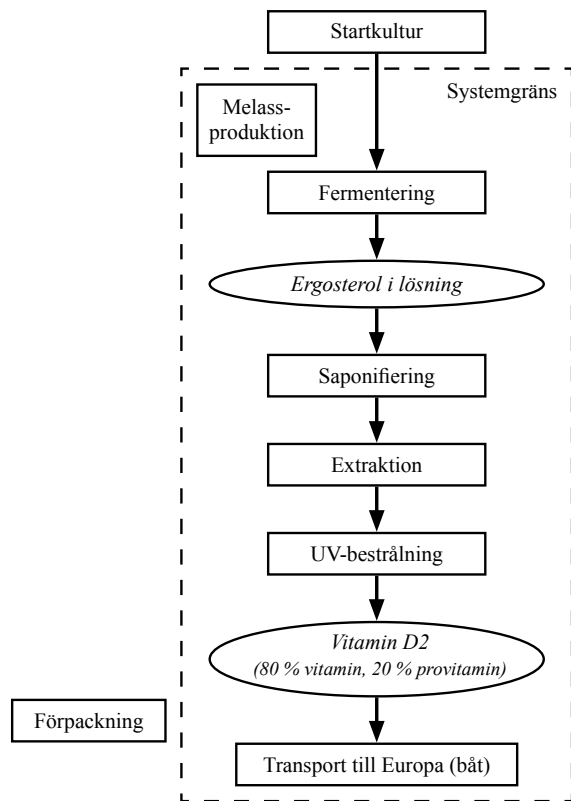 Startkultur
Systemgräns
Melass-
produktion
Fermentering
Ergosterol i lösning
Saponifiering
Extraktion
UV-bestrålning
Vitamin D2
(80 % vitamin, 20 % provitamin)
Förpackning
Transport till Europa (båt)